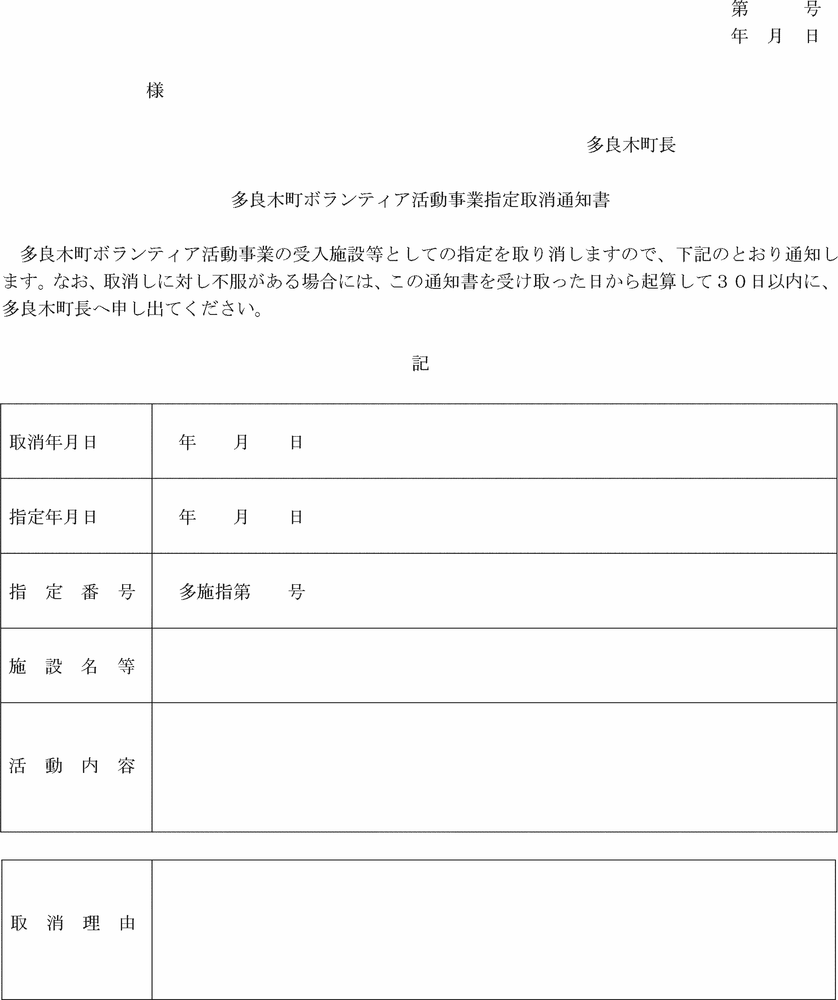 第　　　号
年　月　日
様
多良木町長
多良木町ボランティア活動事業指定取消通知書
　多良木町ボランティア活動事業の受入施設等としての指定を取り消しますので、下記のとおり通知し
ます。なお、取消しに対し不服がある場合には、この通知書を受け取った日から起算して３０日以内に、
多良木町長へ申し出てください。
記
取消年月日　　年　　月　　日
指定年月日　　年　　月　　日
指　定　番　号　　多施指第　　号
施　設　名　等
活　動　内　容
取　消　理　由